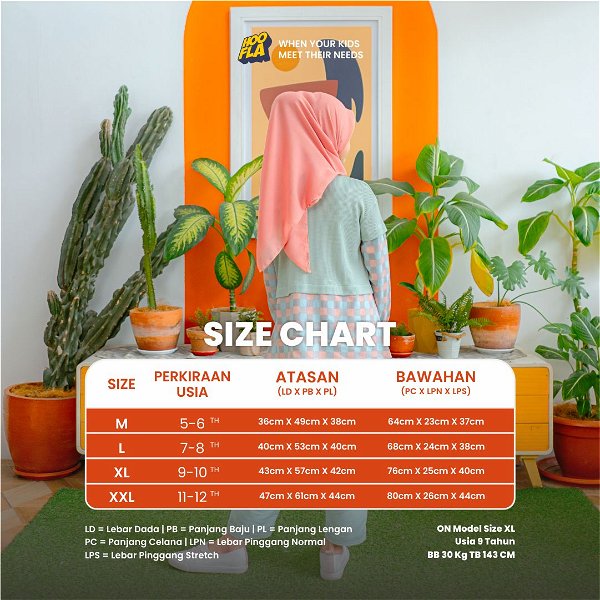 HOO
FLA
WHEN YOUR KIDS
MEET THEIR NEEDS
SIZE CHART
SIZE PERKIRAAN USIA ATASAN (LD X PB X PL) BAWAHAN (PC X LPN X LPS)
M 5-6 TH 36cm X 49cm X 38cm 64cm X 23cm X 37cm
L 7-8 TH 40cm X 53cm X 40cm 68cm X 24cm X 38cm
XL 9-10 TH 43cm X 57cm X 42cm 76cm X 25cm X 40cm
XXL 11-12 TH 47cm X 61cm X 44cm 80cm X 26cm X 44cm
LD = Lebar Dada | PB = Panjang Baju | PL = Panjang Lengan
PC = Panjang Celana | LPN = Lebar Pinggang Normal
LPS = Lebar Pinggang Stretch
ON Model Size XL
Usia 9 Tahun
BB 30 Kg TB 143 CM